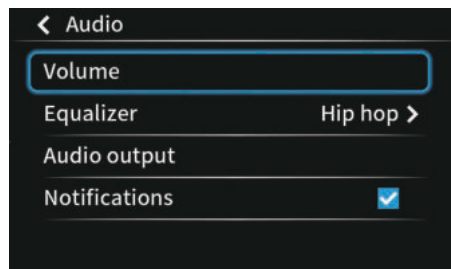 Audio
Volume
Equalizer Hip hop
Audio output
Notifications